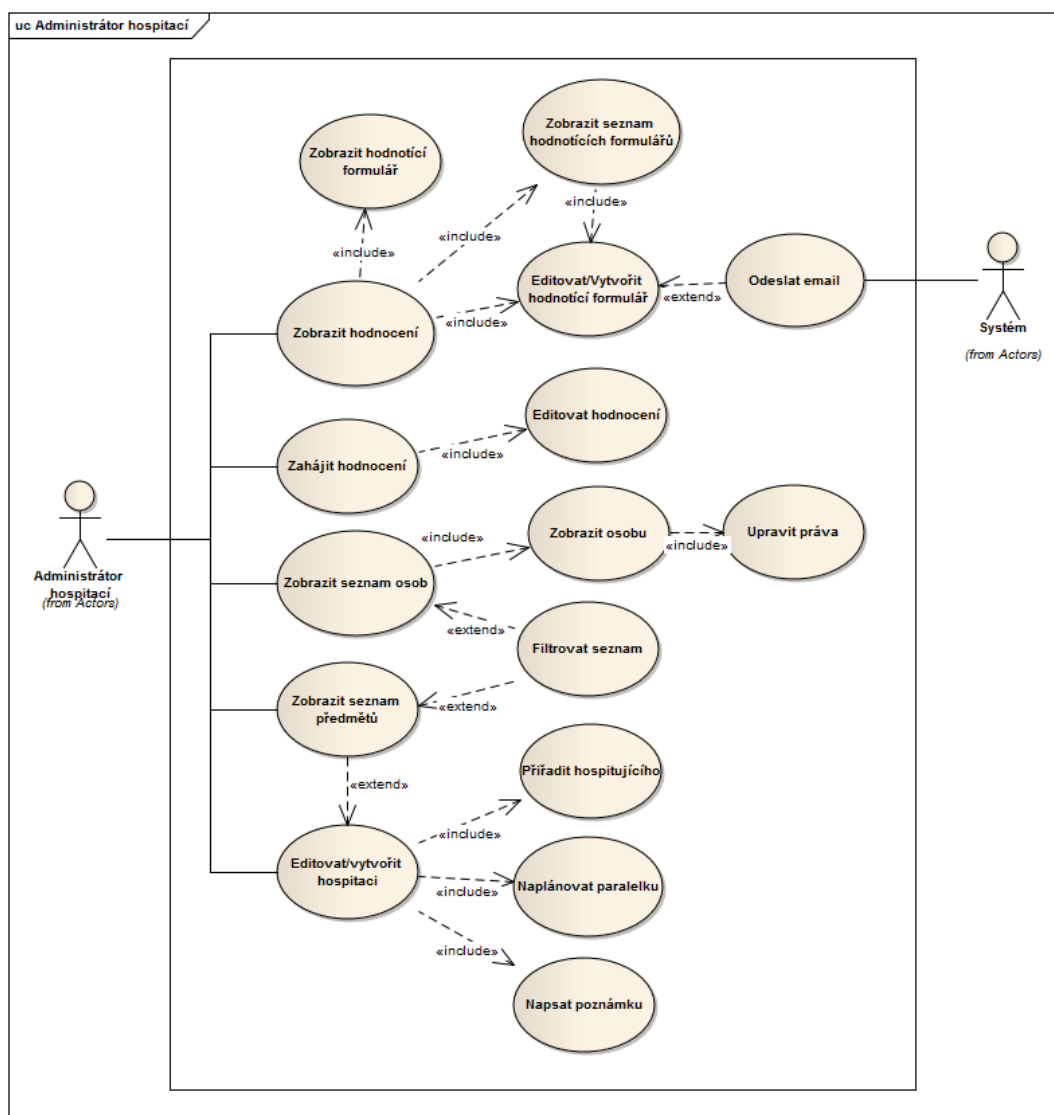 uc Administrátor hospitací
Zobrazit hodnotící
formulář
Zobrazit seznam
hodnotících formulářů
«include»
«include»
«include»
Editovat/Vytvořit
hodnotící formulář
«extend»
Odeslat email
Zobrazit hodnocení
«include»
Systém
(from Actors)
Editovat hodnocení
Zahájit hodnocení
«include»
Zobrazit osobu
«include»
Upravit práva
«include»
Administrátor
hospitací
(from Actors)
Zobrazit seznam osob
«extend»
Filtrovat seznam
Zobrazit seznam
předmětů
«extend»
«extend»
Přiřadit hospitujícího
«include»
Editovat/vytvořit
hospitaci
«include»
Naplánovat paralelku
«include»
Napsat poznámku